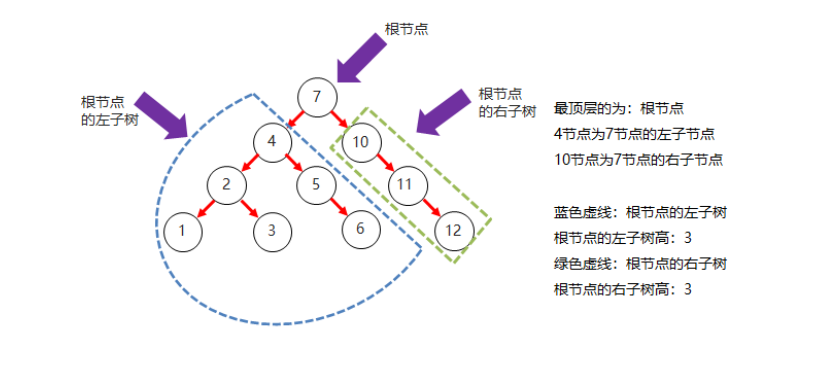 根节点
根节点
的左子树
根节点
的右子树
7
4
10
2
5
11
1
3
6
12
最顶层的为：根节点
4节点为7节点的左子节点
10节点为7节点的右子节点
蓝色虚线：根节点的左子树
根节点的左子树高：3
绿色虚线：根节点的右子树
根节点的右子树高：3